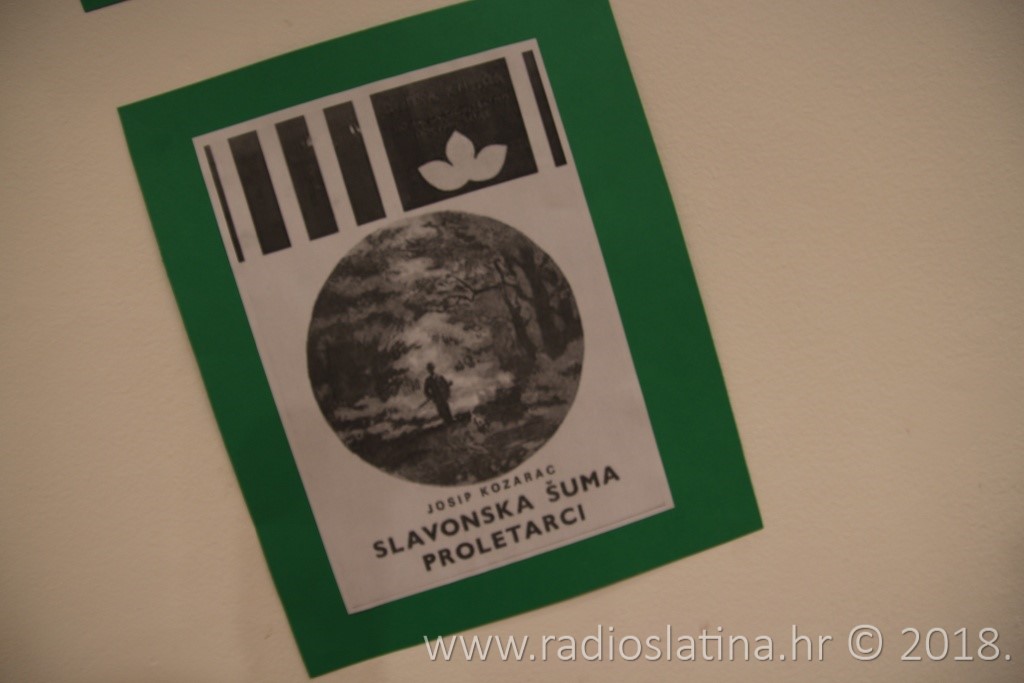 JOSIP KOZARAC
SLAVONSKA ŠUMA
PROLETARCI
www.radioslatina.hr © 2018.